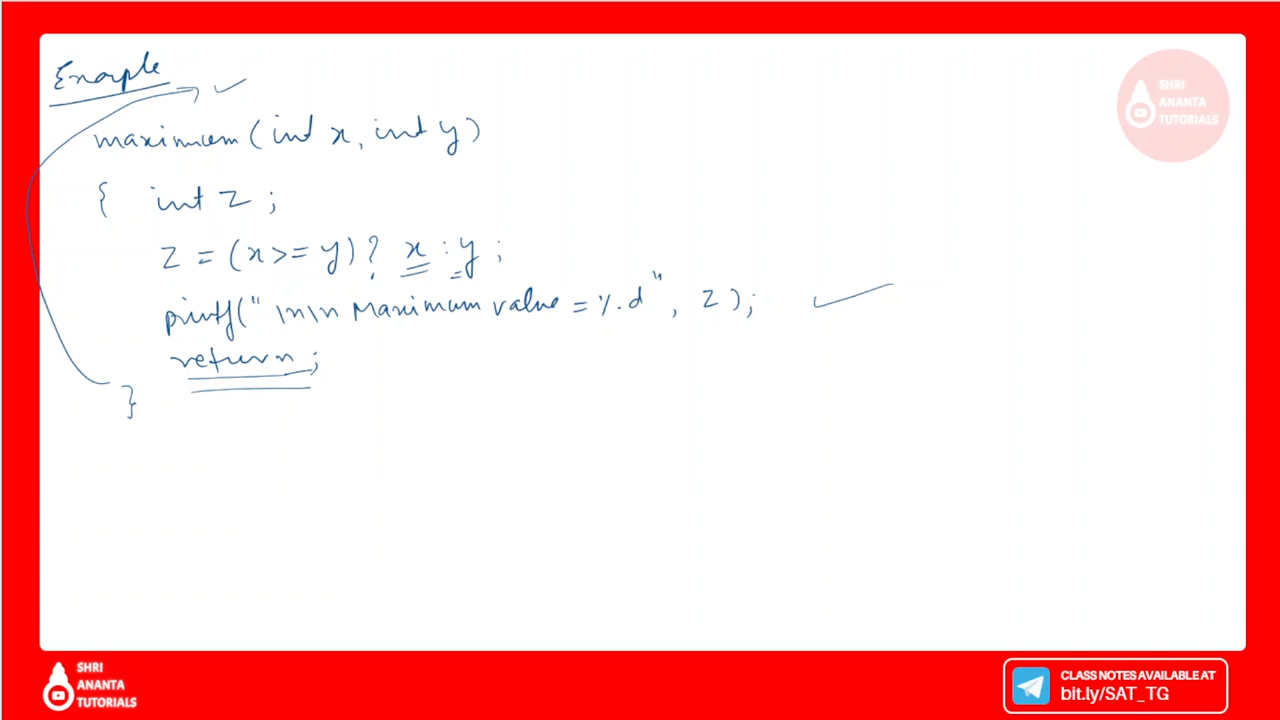 Example
maximum (int x, int y)
{ int z ;
z = (x >= y) ? x : y ;
printf(" \n\n Maximum value = %d", z);
return ;
}
SHRI
ANANTA
TUTORIALS
SHRI
ANANTA
TUTORIALS
CLASS NOTES AVAILABLE AT
bit.ly/SAT_TG